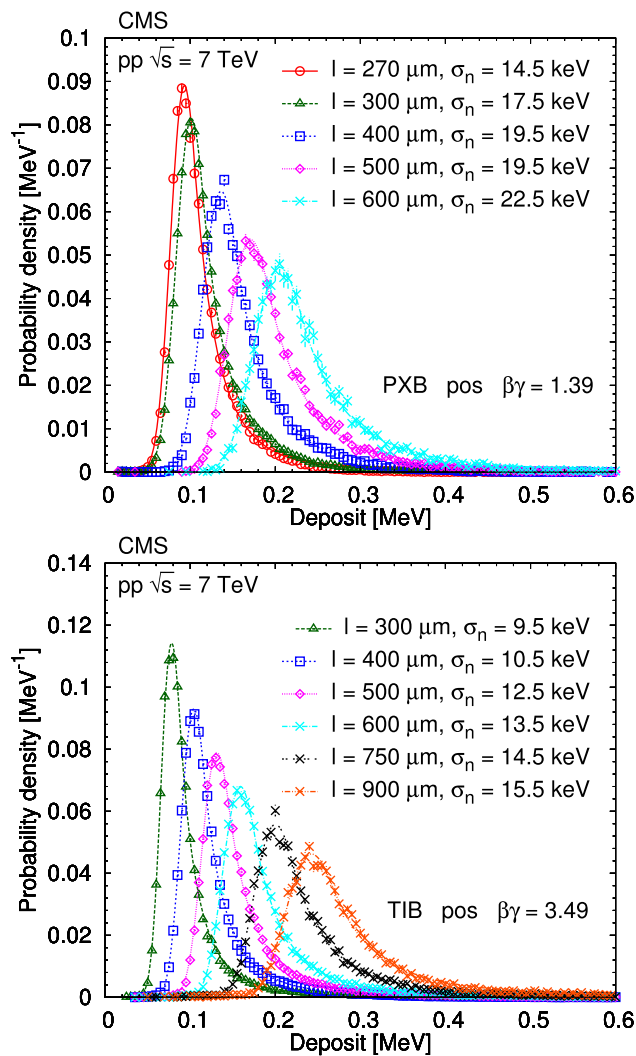 CMS
pp √s = 7 TeV
l = 270 μm, σn = 14.5 keV
l = 300 μm, σn = 17.5 keV
l = 400 μm, σn = 19.5 keV
l = 500 μm, σn = 19.5 keV
l = 600 μm, σn = 22.5 keV
PXB pos βγ = 1.39
Probability density [MeV⁻¹]
0.1
0.09
0.08
0.07
0.06
0.05
0.04
0.03
0.02
0.01
0
0 0.1 0.2 0.3 0.4 0.5 0.6
Deposit [MeV]
CMS
pp √s = 7 TeV
l = 300 μm, σn = 9.5 keV
l = 400 μm, σn = 10.5 keV
l = 500 μm, σn = 12.5 keV
l = 600 μm, σn = 13.5 keV
l = 750 μm, σn = 14.5 keV
l = 900 μm, σn = 15.5 keV
TIB pos βγ = 3.49
Probability density [MeV⁻¹]
0.14
0.12
0.1
0.08
0.06
0.04
0.02
0
0 0.1 0.2 0.3 0.4 0.5 0.6
Deposit [MeV]